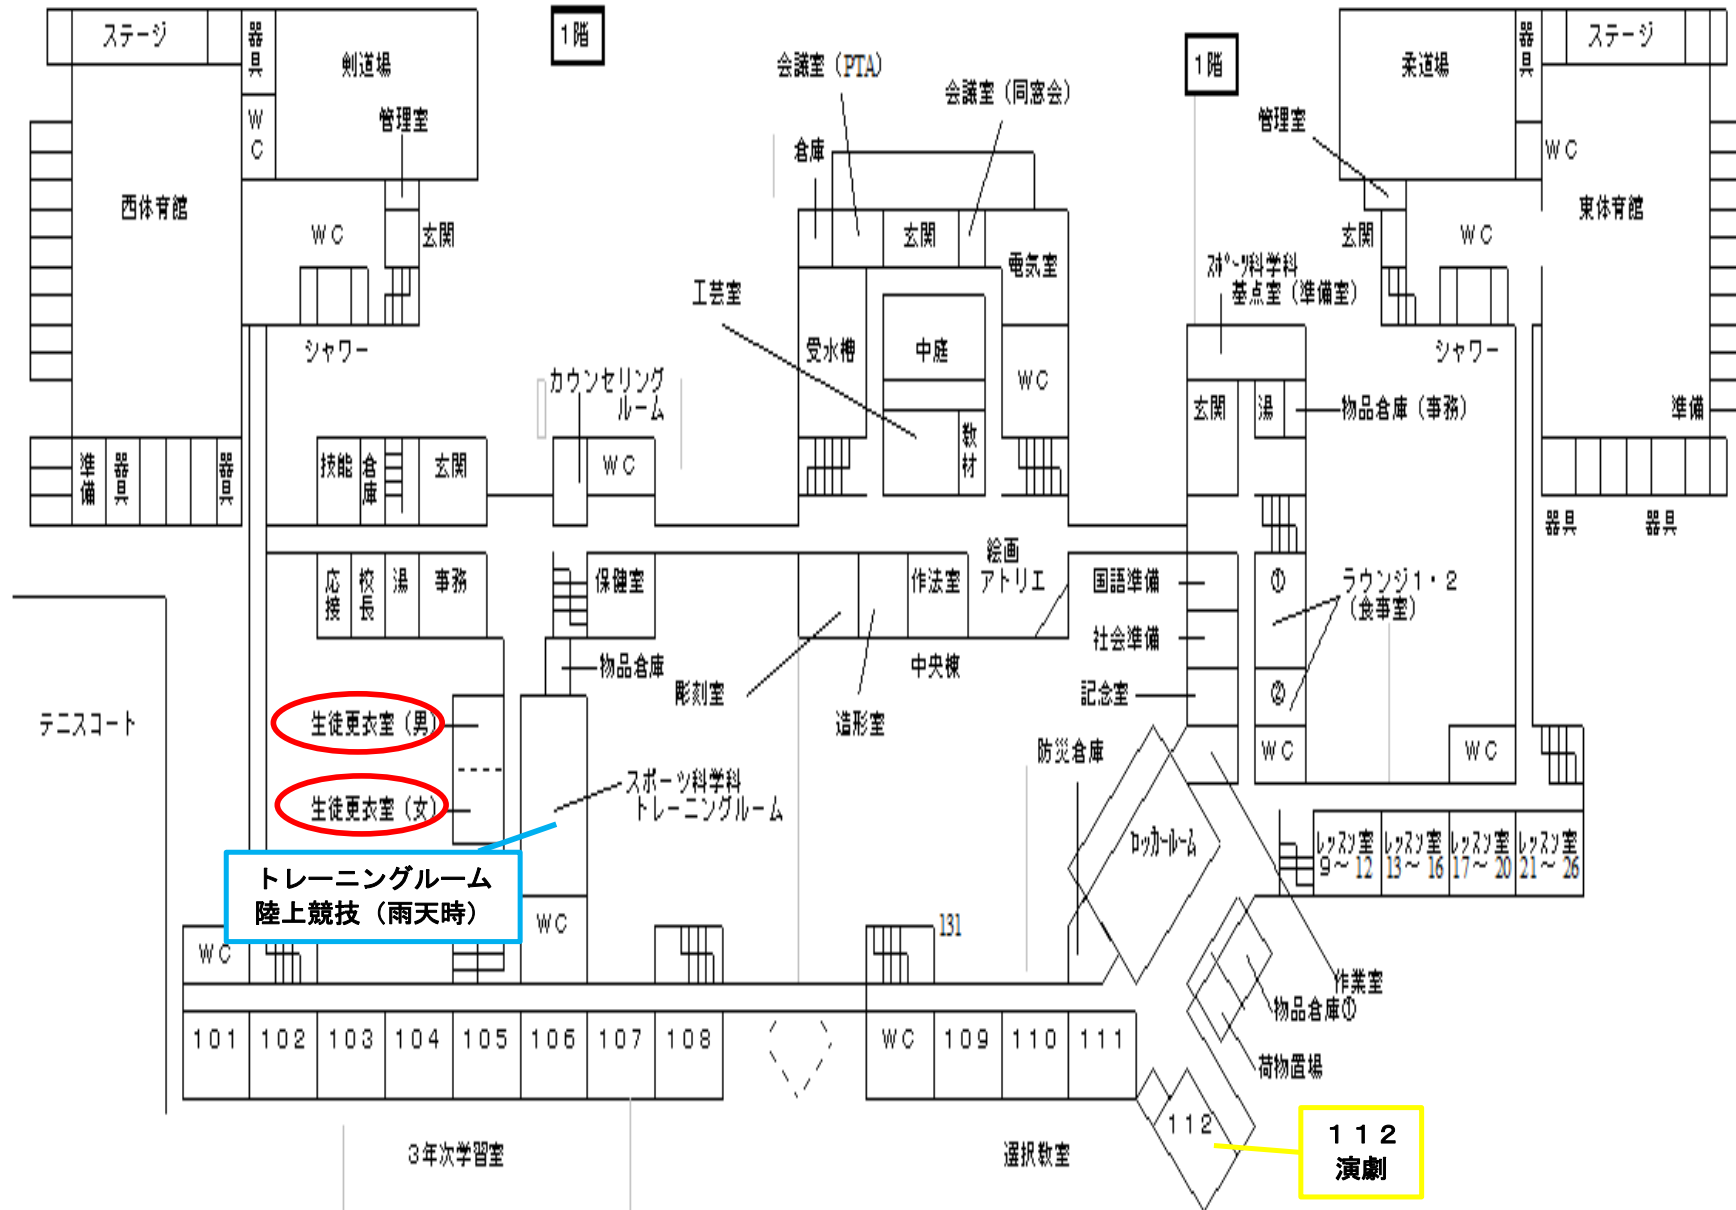 ステージ
器具
剣道場
1階
会議室（PTA）
会議室（同窓会）
1階
柔道場
器具
ステージ
WC
管理室
倉庫
管理室
WC
西体育館
WC
玄関
玄関
電気室
玄関
WC
東体育館
スポーツ科学科
基点室（準備室）
工芸室
シャワー
受水槽
中庭
WC
シャワー
カウンセリング
ルーム
玄関
湯
物品倉庫（事務）
準備
準備
器具
器具
技能
倉庫
玄関
WC
教材
器具
器具
応接
校長
湯
事務
保健室
作法室
絵画
アトリエ
国語準備
①
ラウンジ1・2
（食事室）
社会準備
物品倉庫
彫刻室
中央棟
記念室
②
テニスコート
生徒更衣室（男）
造形室
防災倉庫
WC
WC
生徒更衣室（女）
スポーツ科学科
トレーニングルーム
ロッカールーム
レッスン室
9～12
レッスン室
13～16
レッスン室
17～20
レッスン室
21～26
トレーニングルーム
陸上競技（雨天時）
WC
WC
131
作業室
物品倉庫①
荷物置場
101
102
103
104
105
106
107
108
WC
109
110
111
112
3年次学習室
選択教室
112
演劇